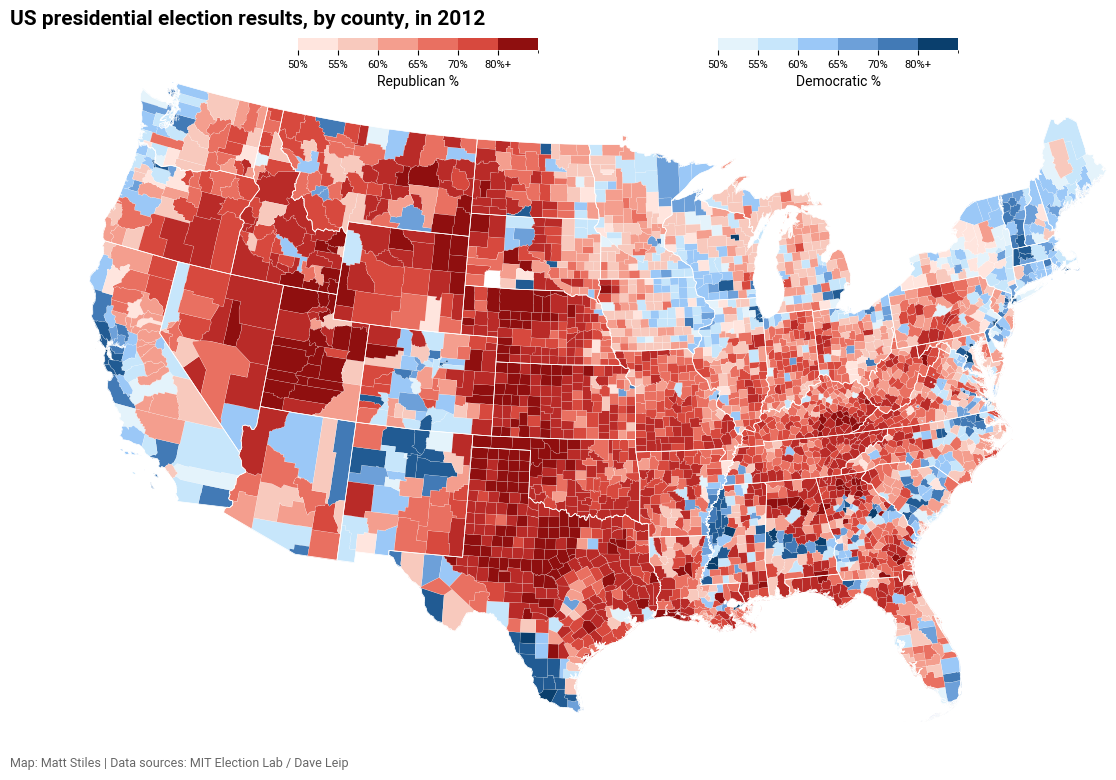 US presidential election results, by county, in 2012
50% 55% 60% 65% 70% 80%+
Republican %
50% 55% 60% 65% 70% 80%+
Democratic %
Map: Matt Stiles | Data sources: MIT Election Lab / Dave Leip